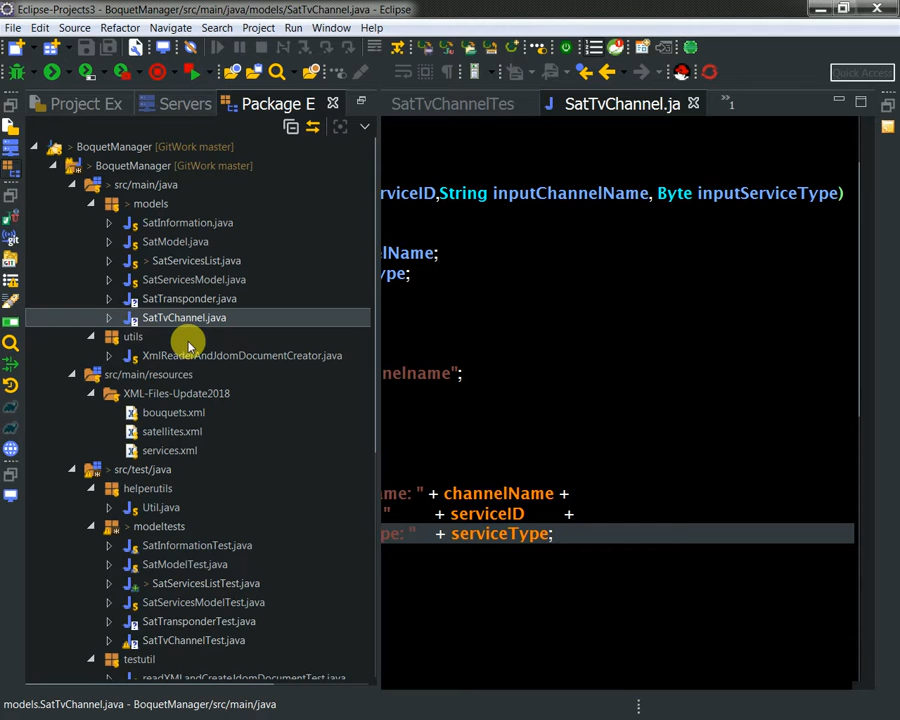 Eclipse-Projects3 - BoquetManager/src/main/java/models/SatTvChannel.java - Eclipse
File Edit Source Refactor Navigate Search Project Run Window Help
Quick Access
Project Ex Servers Package E SatTvChannelTes SatTvChannel.ja »1
> BoquetManager [GitWork master]
> BoquetManager [GitWork master]
> src/main/java
> models
SatInformation.java
SatModel.java
> SatServicesList.java
SatServicesModel.java
SatTransponder.java
SatTvChannel.java
utils
XmlReaderAndJdomDocumentCreator.java
src/main/resources
XML-Files-Update2018
bouquets.xml
satellites.xml
services.xml
> src/test/java
helperutils
Util.java
> modeltests
SatInformationTest.java
SatModelTest.java
> SatServicesListTest.java
SatServicesModelTest.java
SatTransponderTest.java
SatTvChannelTest.java
testutil
readXMLandCreateJdomDocumentTest.java
rviceID,String inputChannelName, Byte inputServiceType)
lName;
ype;
nelname";
me: " + channelName +
" + serviceID +
pe: " + serviceType;
models.SatTvChannel.java - BoquetManager/src/main/java